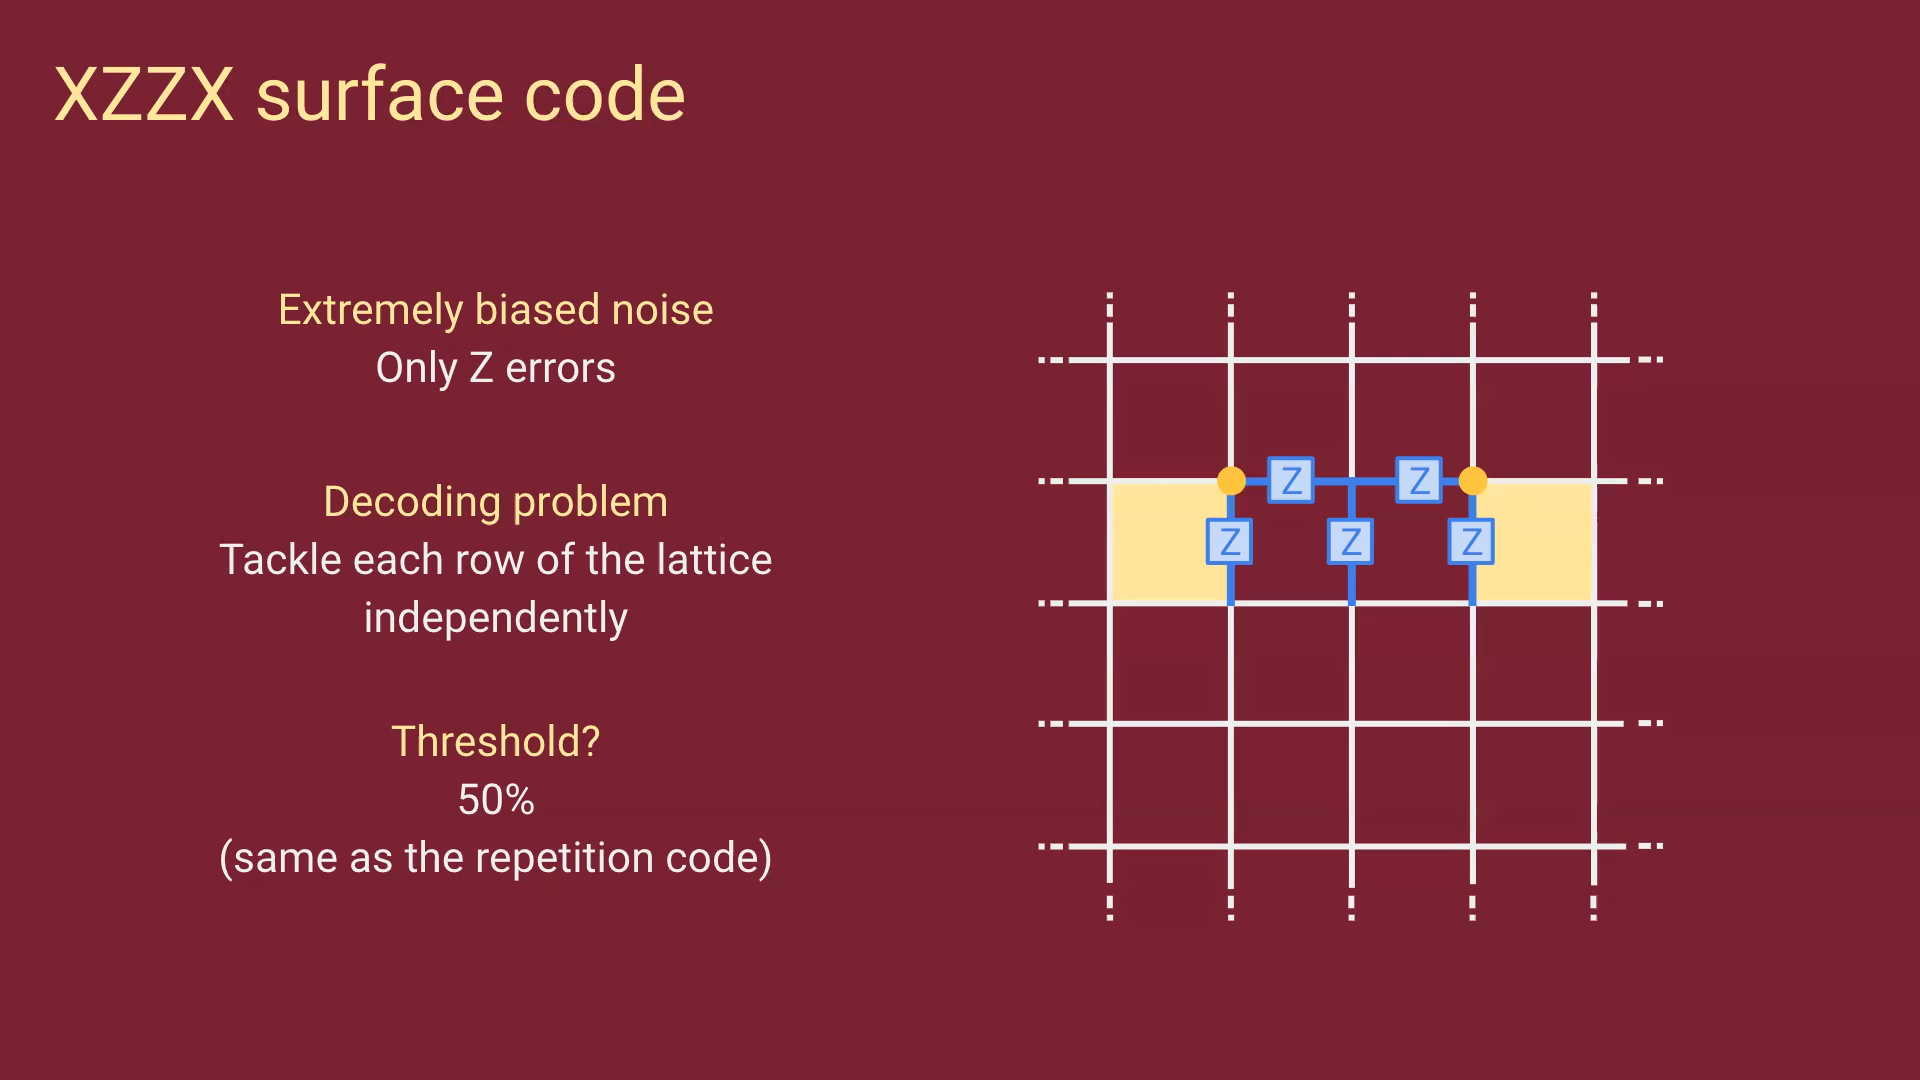 XZZX surface code
Extremely biased noise
Only Z errors
Decoding problem
Tackle each row of the lattice
independently
Threshold?
50%
(same as the repetition code)
Z Z
Z Z Z